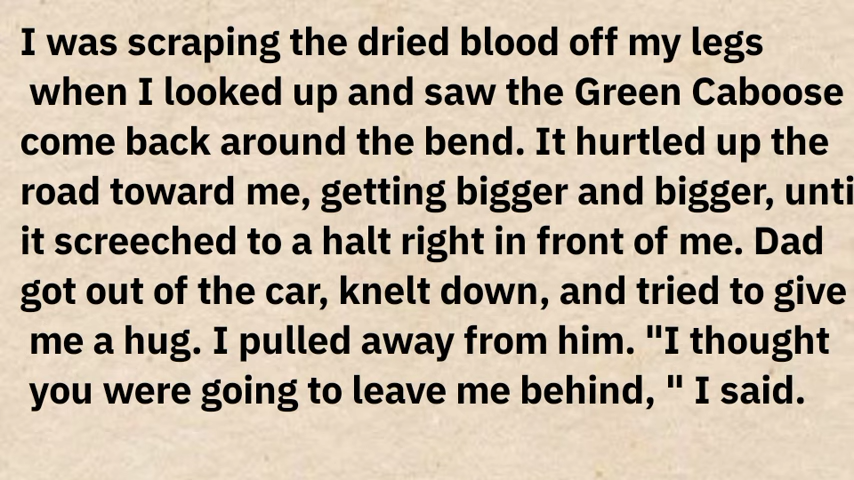 I was scraping the dried blood off my legs
when I looked up and saw the Green Caboose
come back around the bend. It hurtled up the
road toward me, getting bigger and bigger, unti
it screeched to a halt right in front of me. Dad
got out of the car, knelt down, and tried to give
me a hug. I pulled away from him. "I thought
you were going to leave me behind, " I said.